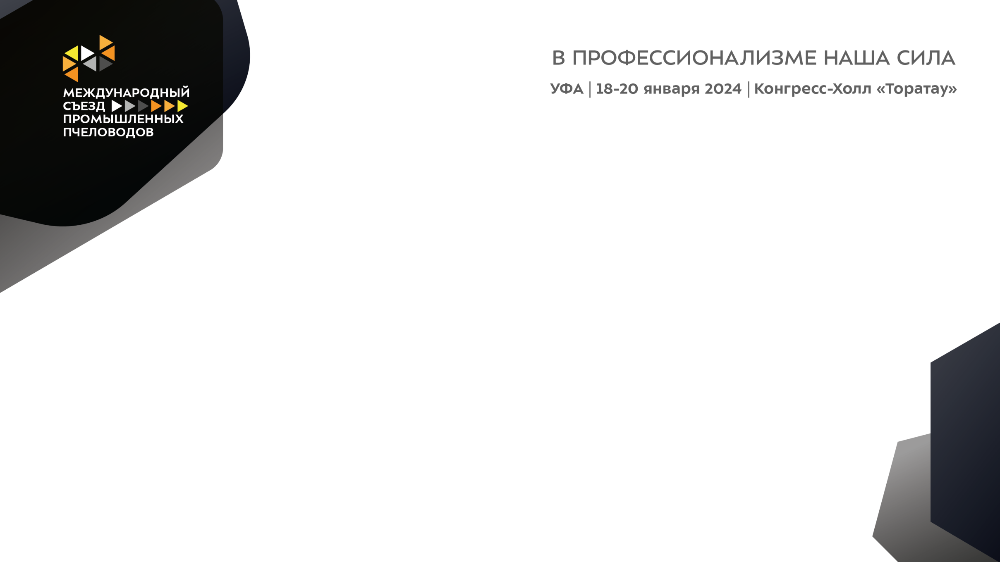 МЕЖДУНАРОДНЫЙ
СЪЕЗД
ПРОМЫШЛЕННЫХ
ПЧЕЛОВОДОВ
В ПРОФЕССИОНАЛИЗМЕ НАША СИЛА
УФА | 18-20 января 2024 | Конгресс-Холл «Торатау»